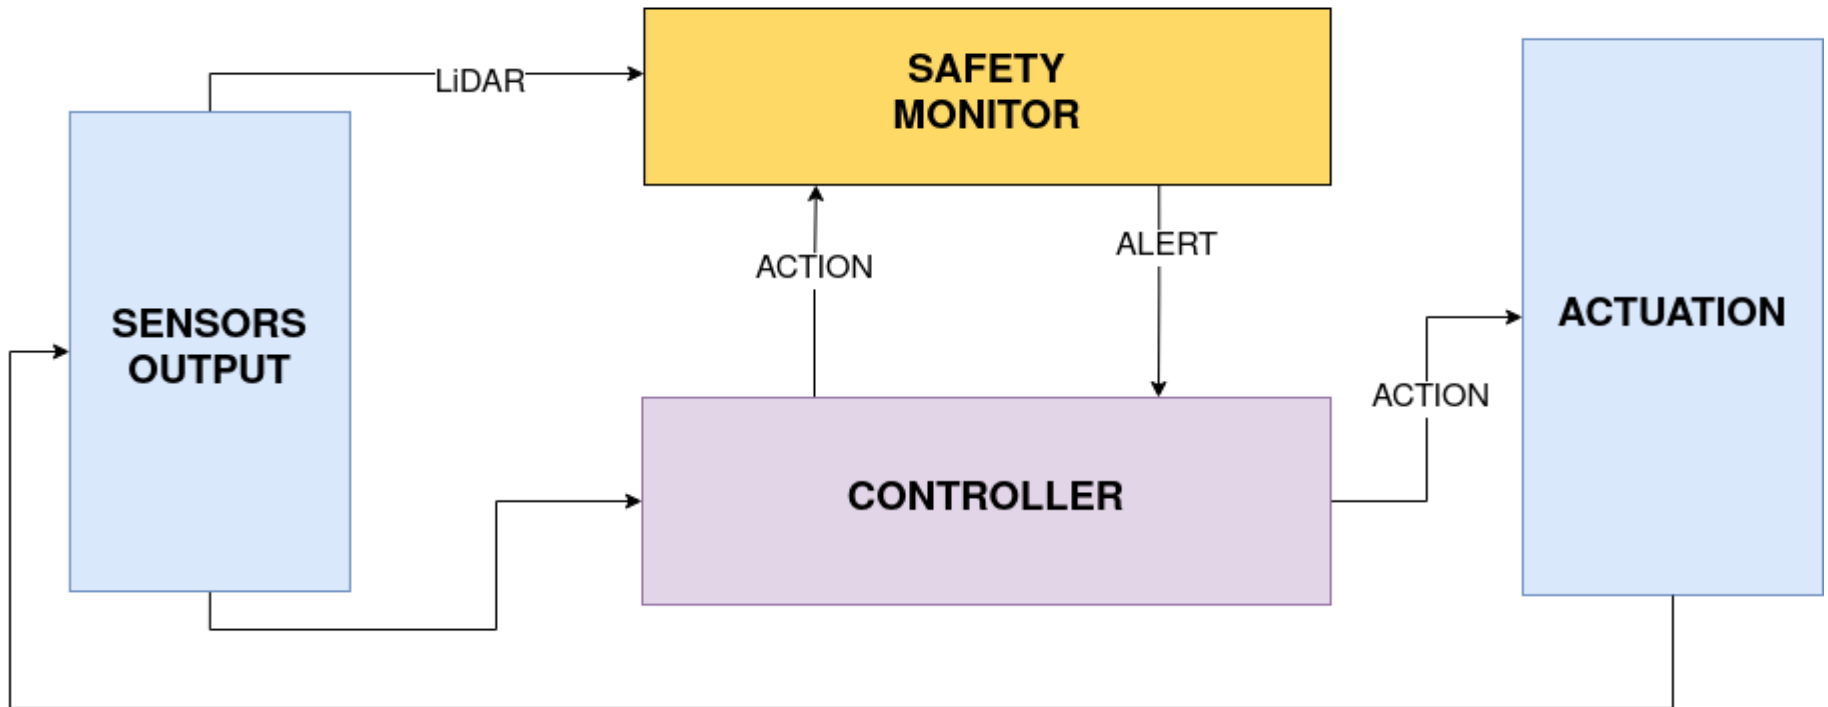 SAFETY
MONITOR
LiDAR
ACTION
ALERT
SENSORS
OUTPUT
ACTUATION
ACTION
CONTROLLER